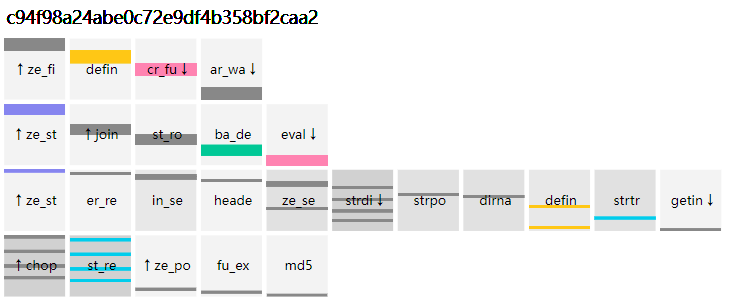 c94f98a24abe0c72e9df4b358bf2caa2
↑ze_fi defin cr_fu↓ ar_wa↓
↑ze_st ↑join st_ro ba_de eval↓
↑ze_st er_re in_se heade ze_se strdi↓ strpo dirna defin strtr getin↓
↑chop st_re ↑ze_po fu_ex md5